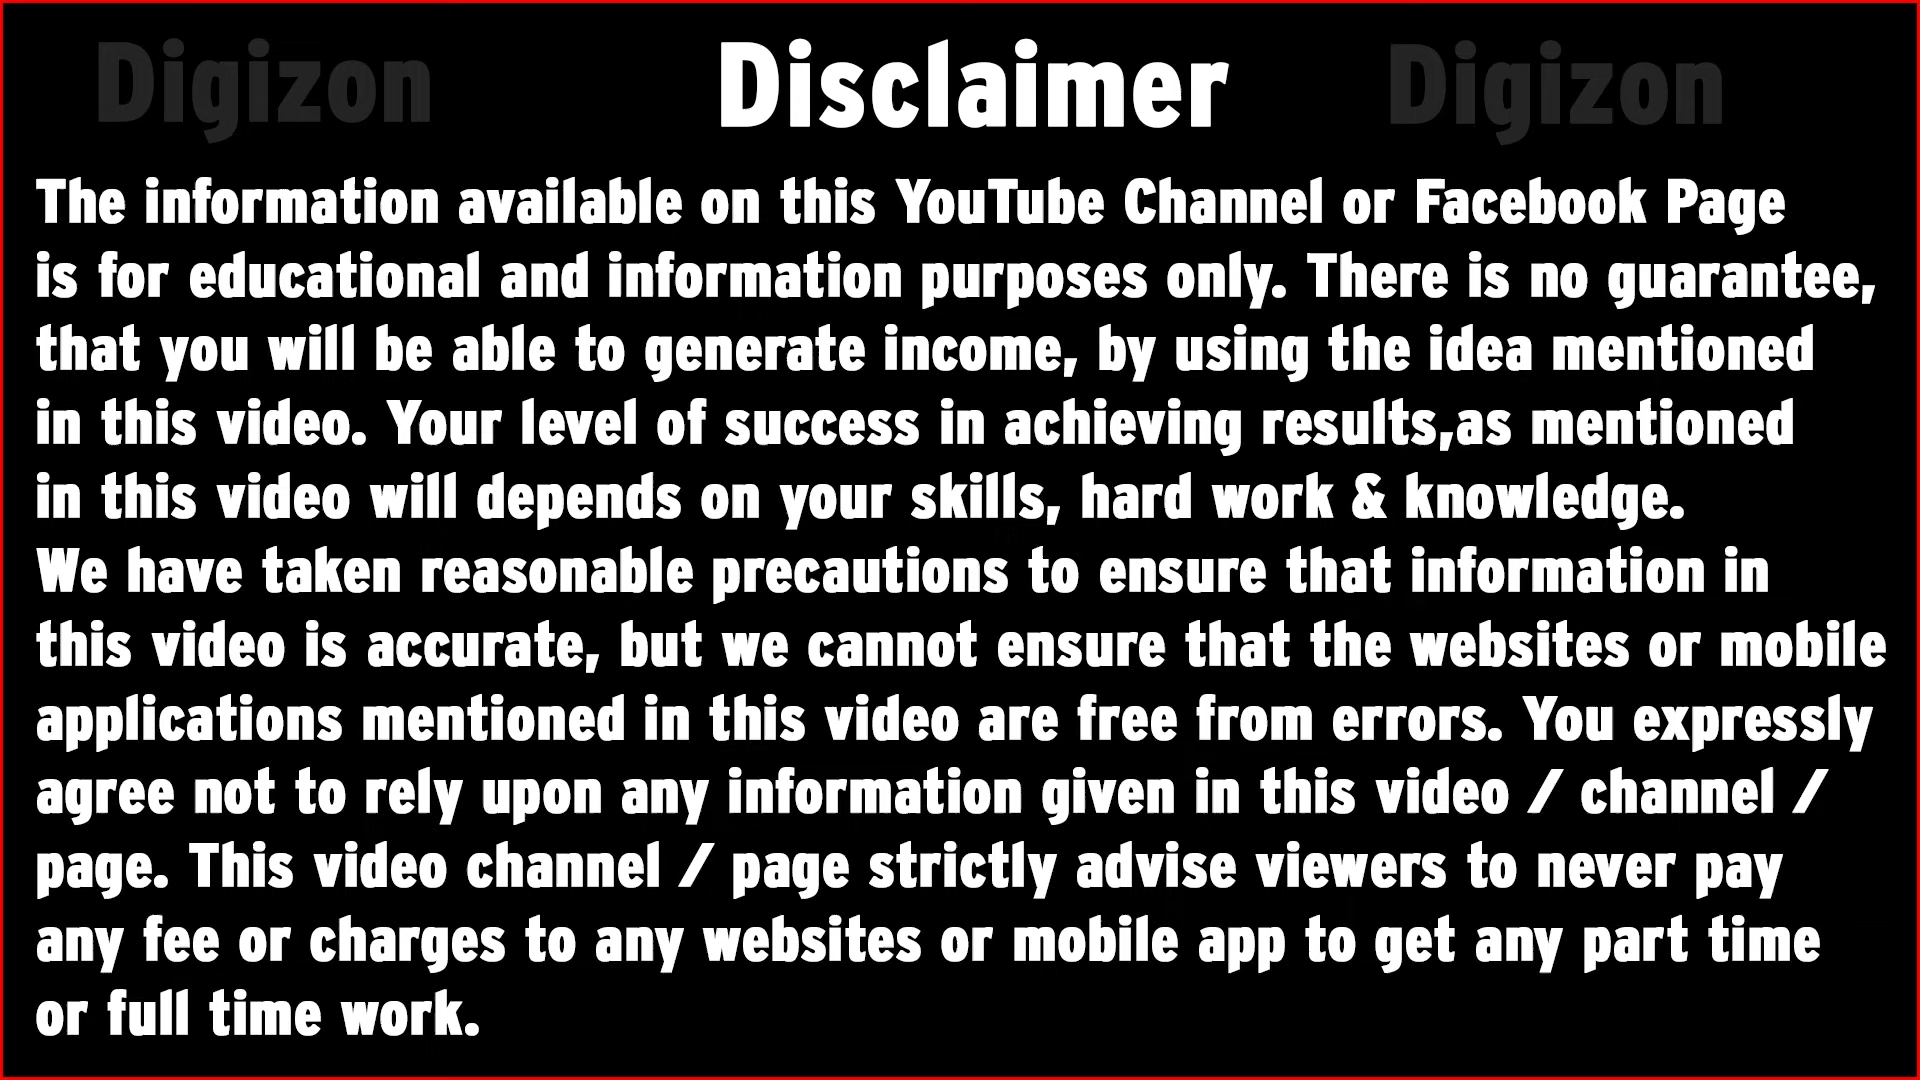 Digizon Disclaimer Digizon
The information available on this YouTube Channel or Facebook Page
is for educational and information purposes only. There is no guarantee,
that you will be able to generate income, by using the idea mentioned
in this video. Your level of success in achieving results,as mentioned
in this video will depends on your skills, hard work & knowledge.
We have taken reasonable precautions to ensure that information in
this video is accurate, but we cannot ensure that the websites or mobile
applications mentioned in this video are free from errors. You expressly
agree not to rely upon any information given in this video / channel /
page. This video channel / page strictly advise viewers to never pay
any fee or charges to any websites or mobile app to get any part time
or full time work.